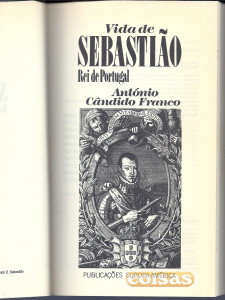 Vida de
SEBASTIÃO
Rei de Portugal
António
Cândido Franco
PUBLICAÇÕES EUROPA-AMÉRICA
coisas